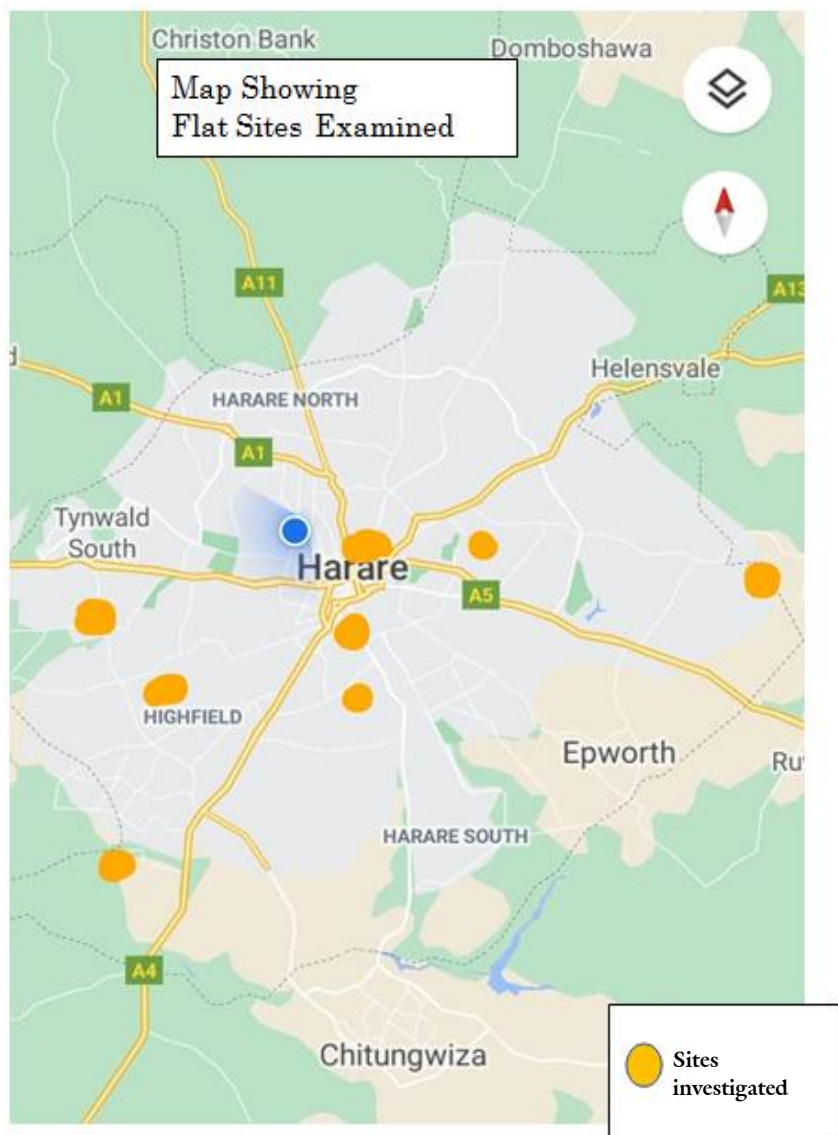 Christon Bank
Domboshawa
Map Showing
Flat Sites Examined
A11
A13
Helensvale
A1
HARARE NORTH
A1
Tynwald
South
Harare
A5
HIGHFIELD
Epworth
HARARE SOUTH
A4
Chitungwiza
Sites
investigated